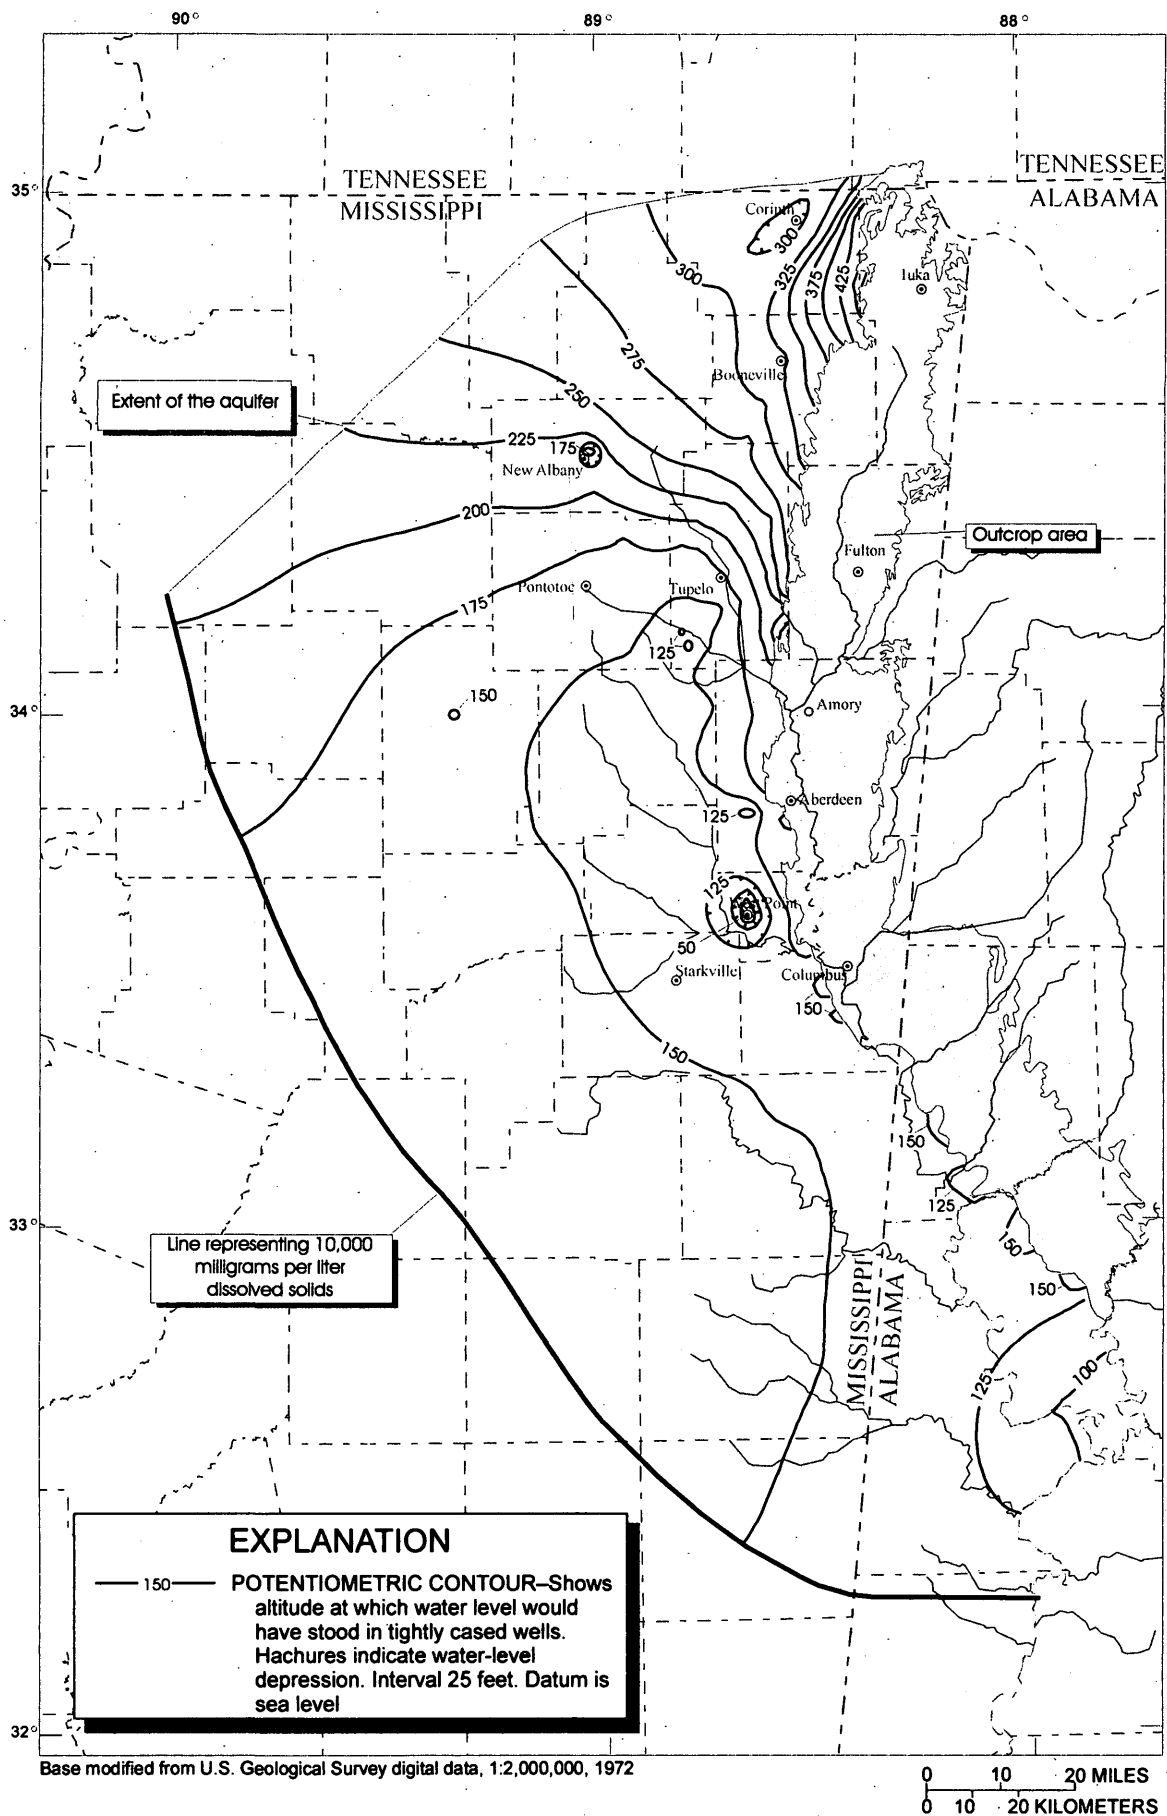 90°
89°
88°
35°
TENNESSEE
MISSISSIPPI
TENNESSEE
ALABAMA
Corinth
300
325
375
425
Iuka
300
275
Booneville
250
Extent of the aquifer
225
175
New Albany
200
Outcrop area
Fulton
Pontotoc
Tupelo
175
125
150
34°
Amory
Aberdeen
125
125
West Point
50
Starkville
Columbus
150
150
150
125
33°
150
Line representing 10,000
milligrams per liter
dissolved solids
150
MISSISSIPPI
ALABAMA
125
100
EXPLANATION
150 POTENTIOMETRIC CONTOUR–Shows
altitude at which water level would
have stood in tightly cased wells.
Hachures indicate water-level
depression. Interval 25 feet. Datum is
sea level
32°
Base modified from U.S. Geological Survey digital data, 1:2,000,000, 1972
0 10 20 MILES
0 10 20 KILOMETERS